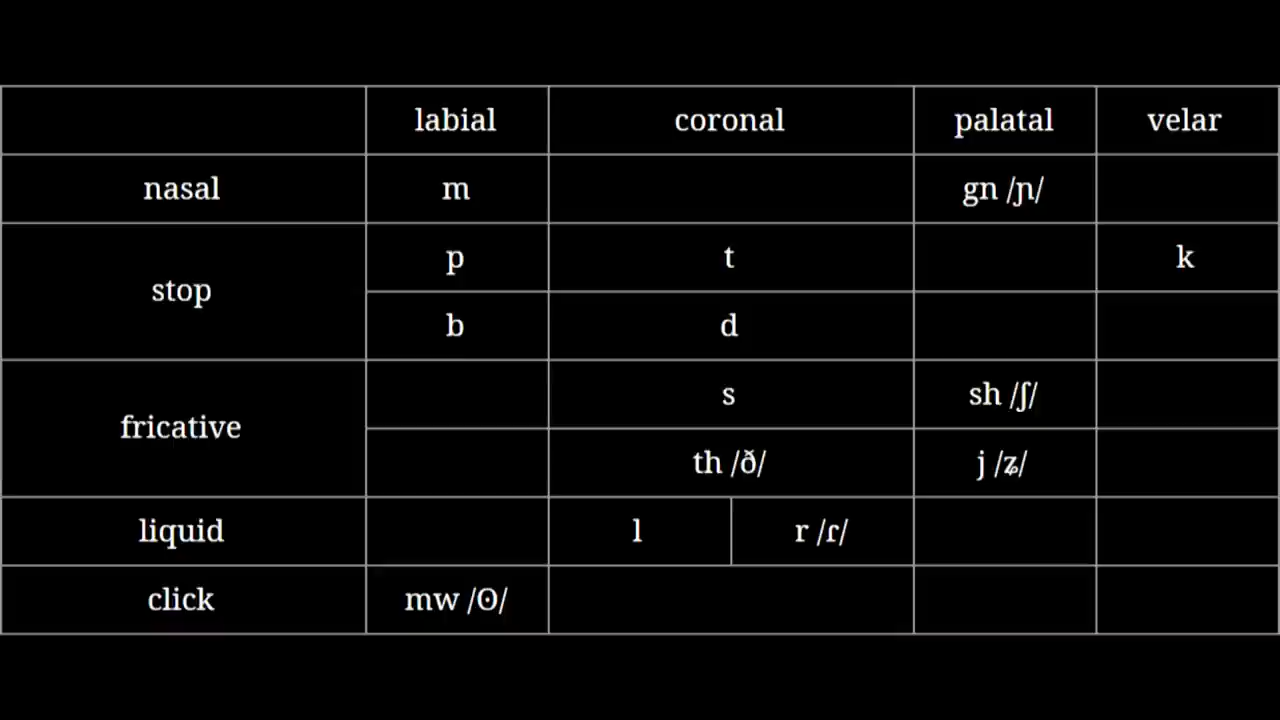 labial coronal palatal velar
nasal m gn /ɲ/
p t k
stop
b d
s sh /ʃ/
fricative
th /ð/ j /ʑ/
liquid l r /ɾ/
click mw /ʘ/